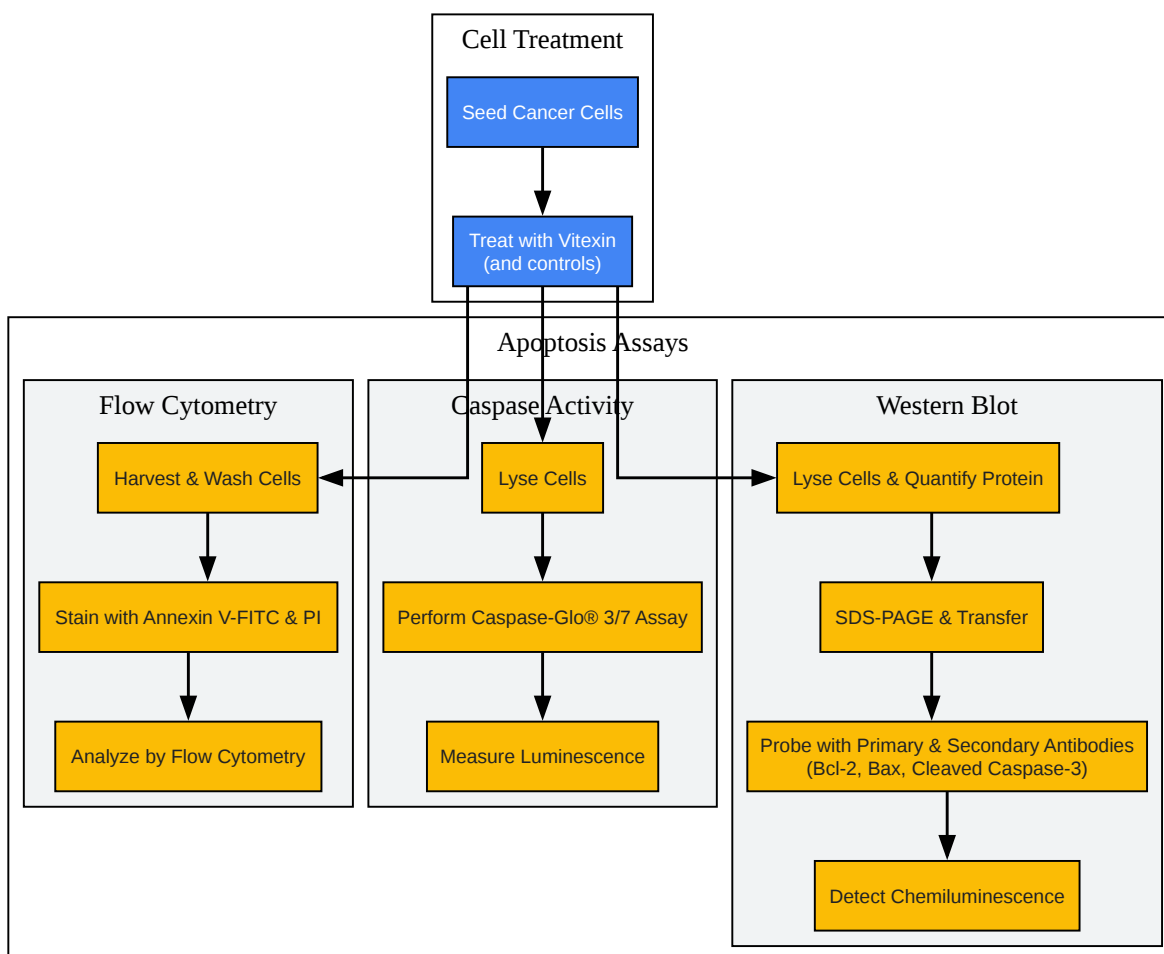 Cell Treatment
Seed Cancer Cells
Treat with Vitexin
(and controls)
Apoptosis Assays
Flow Cytometry
Harvest & Wash Cells
Stain with Annexin V-FITC & PI
Analyze by Flow Cytometry
Caspase Activity
Lyse Cells
Perform Caspase-Glo® 3/7 Assay
Measure Luminescence
Western Blot
Lyse Cells & Quantify Protein
SDS-PAGE & Transfer
Probe with Primary & Secondary Antibodies
(Bcl-2, Bax, Cleaved Caspase-3)
Detect Chemiluminescence